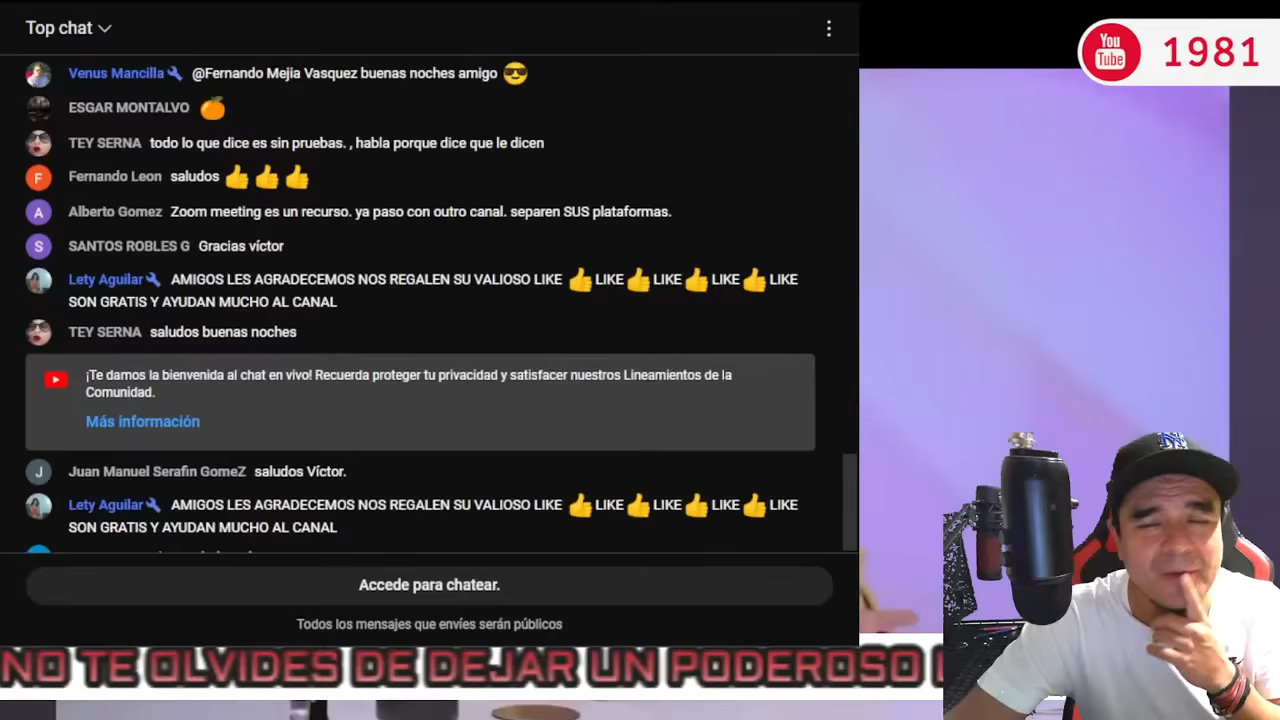 Top chat
You
Tube
1981
Venus Mancilla @Fernando Mejia Vasquez buenas noches amigo 😎
ESGAR MONTALVO 🍊
TEY SERNA todo lo que dice es sin pruebas. , habla porque dice que le dicen
F Fernando Leon saludos 👍👍👍
A Alberto Gomez Zoom meeting es un recurso. ya paso con outro canal. separen SUS plataformas.
S SANTOS ROBLES G Gracias víctor
Lety Aguilar AMIGOS LES AGRADECEMOS NOS REGALEN SU VALIOSO LIKE 👍LIKE👍LIKE👍LIKE👍LIKE
SON GRATIS Y AYUDAN MUCHO AL CANAL
TEY SERNA saludos buenas noches
¡Te damos la bienvenida al chat en vivo! Recuerda proteger tu privacidad y satisfacer nuestros Lineamientos de la
Comunidad.
Más información
J Juan Manuel Serafin GomeZ saludos Víctor.
Lety Aguilar AMIGOS LES AGRADECEMOS NOS REGALEN SU VALIOSO LIKE 👍LIKE👍LIKE👍LIKE👍LIKE
SON GRATIS Y AYUDAN MUCHO AL CANAL
Accede para chatear.
Todos los mensajes que envíes serán públicos
NO TE OLVIDES DE DEJAR UN PODEROSO
NY